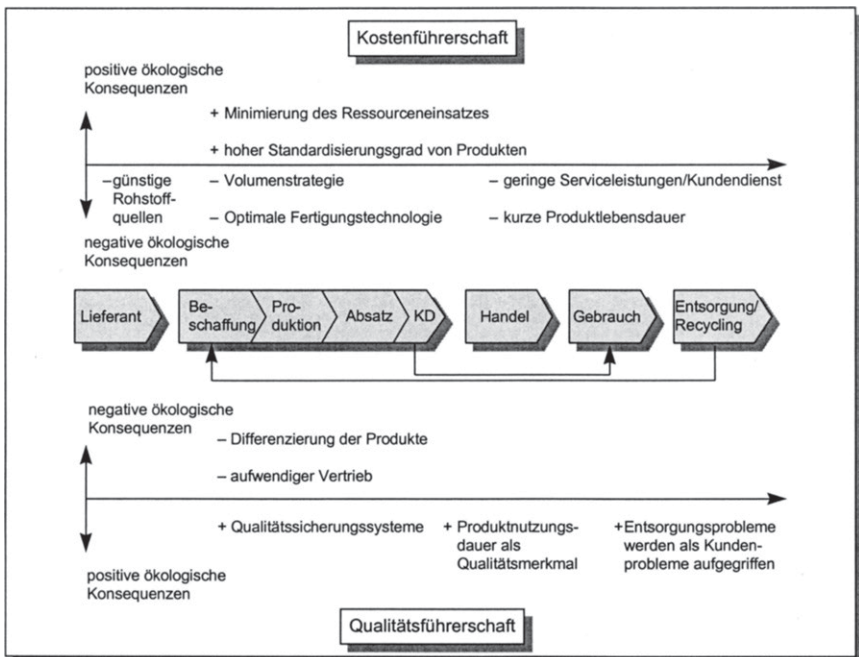 Kostenführerschaft
positive ökologische
Konsequenzen
+ Minimierung des Ressourceneinsatzes
+ hoher Standardisierungsgrad von Produkten
–günstige
Rohstoff-
quellen
– Volumenstrategie
– geringe Serviceleistungen/Kundendienst
– Optimale Fertigungstechnologie
– kurze Produktlebensdauer
negative ökologische
Konsequenzen
Lieferant
Be-
schaffung
Pro-
duktion
Absatz
KD
Handel
Gebrauch
Entsorgung/
Recycling
negative ökologische
Konsequenzen
– Differenzierung der Produkte
– aufwendiger Vertrieb
+ Qualitätssicherungssysteme
+ Produktnutzungs-
dauer als
Qualitätsmerkmal
+Entsorgungsprobleme
werden als Kunden-
probleme aufgegriffen
positive ökologische
Konsequenzen
Qualitätsführerschaft